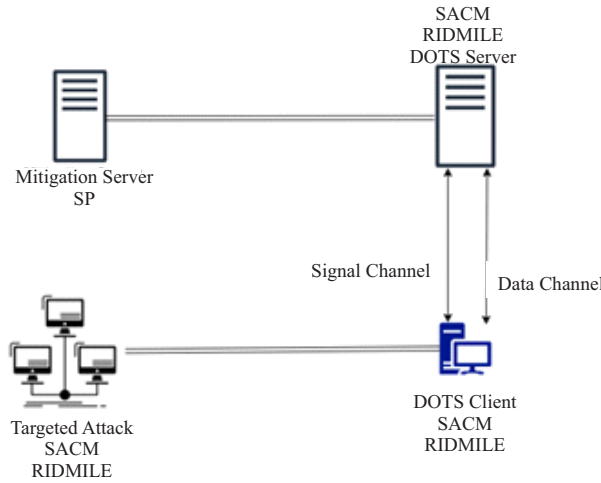 SACM
RIDMILE
DOTS Server
Mitigation Server
SP
Signal Channel
Data Channel
Targeted Attack
SACM
RIDMILE
DOTS Client
SACM
RIDMILE